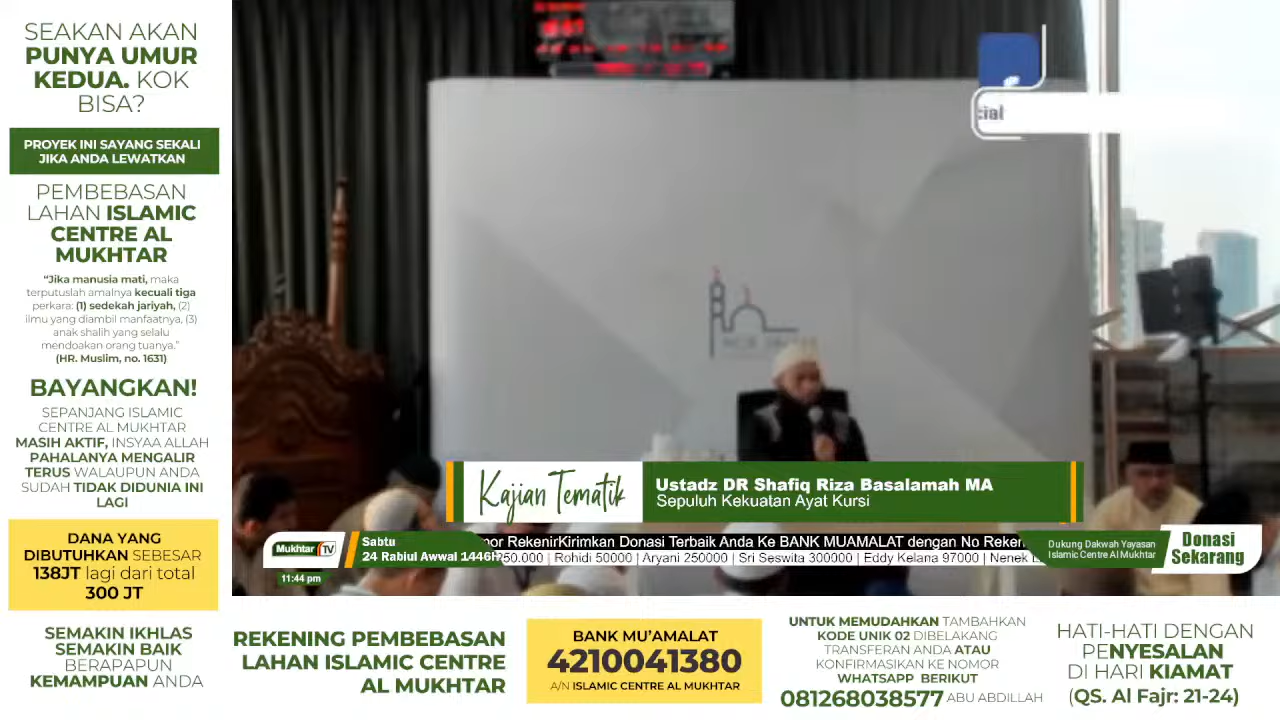 SEAKAN AKAN
PUNYA UMUR
KEDUA. KOK
BISA?
PROYEK INI SAYANG SEKALI
JIKA ANDA LEWATKAN
PEMBEBASAN
LAHAN ISLAMIC
CENTRE AL
MUKHTAR
“Jika manusia mati, maka
terputuslah amalnya kecuali tiga
perkara: (1) sedekah jariyah, (2)
ilmu yang diambil manfaatnya, (3)
anak shalih yang selalu
mendoakan orang tuanya.”
(HR. Muslim, no. 1631)
BAYANGKAN!
SEPANJANG ISLAMIC
CENTRE AL MUKHTAR
MASIH AKTIF, INSYAA ALLAH
PAHALANYA MENGALIR
TERUS WALAUPUN ANDA
SUDAH TIDAK DIDUNIA INI
LAGI
DANA YANG
DIBUTUHKAN SEBESAR
138JT lagi dari total
300 JT
SEMAKIN IKHLAS
SEMAKIN BAIK
BERAPAPUN
KEMAMPUAN ANDA
cial
Kajian Tematik
Ustadz DR Shafiq Riza Basalamah MA
Sepuluh Kekuatan Ayat Kursi
Mukhtar TV
Sabtu
24 Rabiul Awwal 1446H
11:44 pm
mor RekenirKirimkan Donasi Terbaik Anda Ke BANK MUAMALAT dengan No Reken
250.000 | Rohidi 50000 | Aryani 250000 | Sri Seswita 300000 | Eddy Kelana 97000 | Nenek
Dukung Dakwah Yayasan
Islamic Centre Al Mukhtar
Donasi
Sekarang
REKENING PEMBEBASAN
LAHAN ISLAMIC CENTRE
AL MUKHTAR
BANK MU’AMALAT
4210041380
A/N ISLAMIC CENTRE AL MUKHTAR
UNTUK MEMUDAHKAN TAMBAHKAN
KODE UNIK 02 DIBELAKANG
TRANSFERAN ANDA ATAU
KONFIRMASIKAN KE NOMOR
WHATSAPP BERIKUT
081268038577 ABU ABDILLAH
HATI-HATI DENGAN
PENYESALAN
DI HARI KIAMAT
(QS. Al Fajr: 21-24)